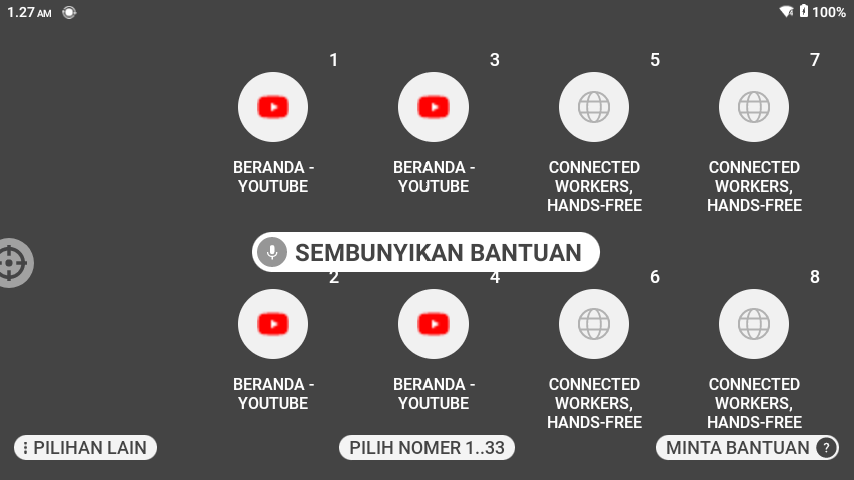 1.27 AM
100%
1
3
5
7
BERANDA -
YOUTUBE
BERANDA -
YOUTUBE
CONNECTED
WORKERS,
HANDS-FREE
CONNECTED
WORKERS,
HANDS-FREE
SEMBUNYIKAN BANTUAN
2
4
6
8
BERANDA -
YOUTUBE
BERANDA -
YOUTUBE
CONNECTED
WORKERS,
HANDS-FREE
CONNECTED
WORKERS,
HANDS-FREE
PILIHAN LAIN
PILIH NOMER 1..33
MINTA BANTUAN ?